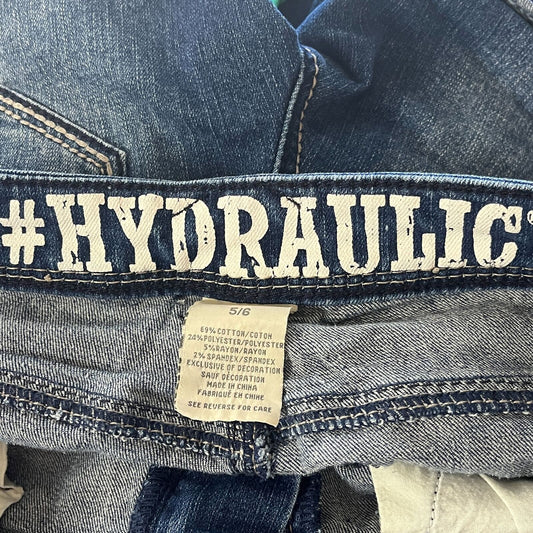 #HYDRAULIC®
5/6
69% COTTON/COTON
24% POLYESTER/POLYESTER
5% RAYON/RAYON
2% SPANDEX/SPANDEX
EXCLUSIVE OF DECORATION
SAUF DÉCORATION
MADE IN CHINA
FABRIQUÉ EN CHINE
SEE REVERSE FOR CARE